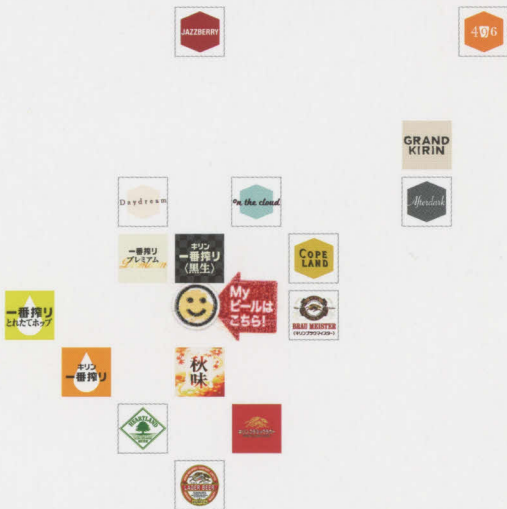 JAZZBERRY
496
GRAND
KIRIN
Daydream
on the cloud
Afterdark
一番搾り
プレミアム
キリン
一番搾り
〈黒生〉
COPE
LAND
一番搾り
とれたてホップ
My
ビールは
こちら!
BRAU MEISTER
〈キリンブラウマイスター〉
キリン
一番搾り
秋
味
HEARTLAND
LAGER BEER